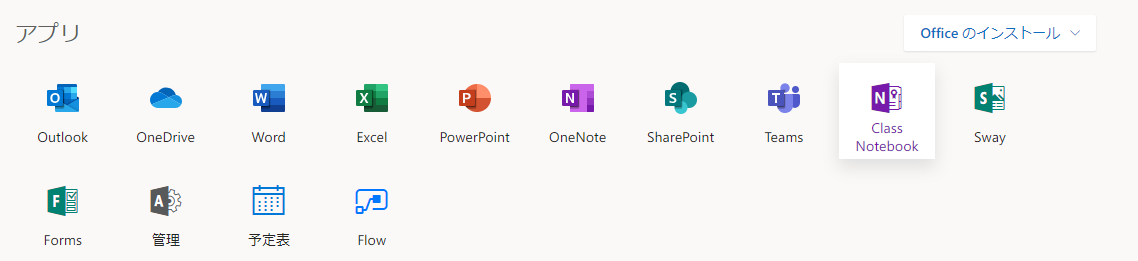 アプリ
Office のインストール
Outlook
OneDrive
Word
Excel
PowerPoint
OneNote
SharePoint
Teams
Class
Notebook
Sway
Forms
管理
予定表
Flow